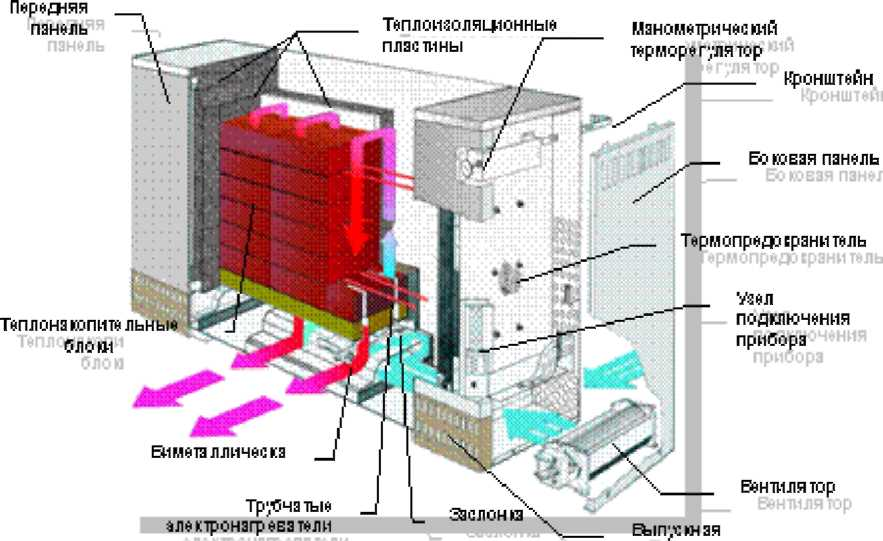 Передняя
панель
Теплоизоляционные
пластины
Манометрический
терморегулятор
Кронштейн
Боковая панель
Термопредохранитель
Узел
подключения
прибора
Теплонакопительные
блоки
Биметаллическа
Вентилятор
Трубчатые
электронагреватели
Заслонка
Выпускная